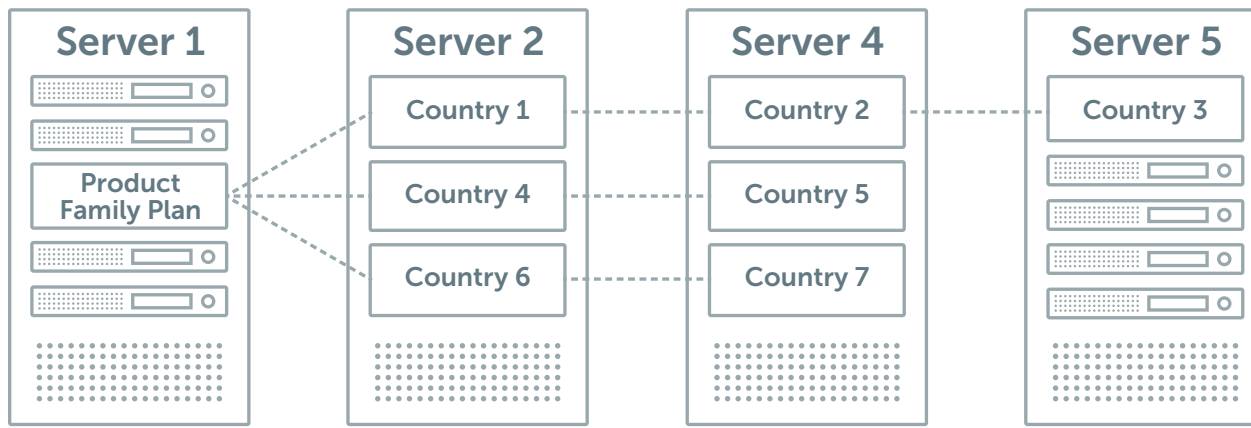 Server 1
Product
Family Plan
Server 2
Country 1
Country 4
Country 6
Server 4
Country 2
Country 5
Country 7
Server 5
Country 3